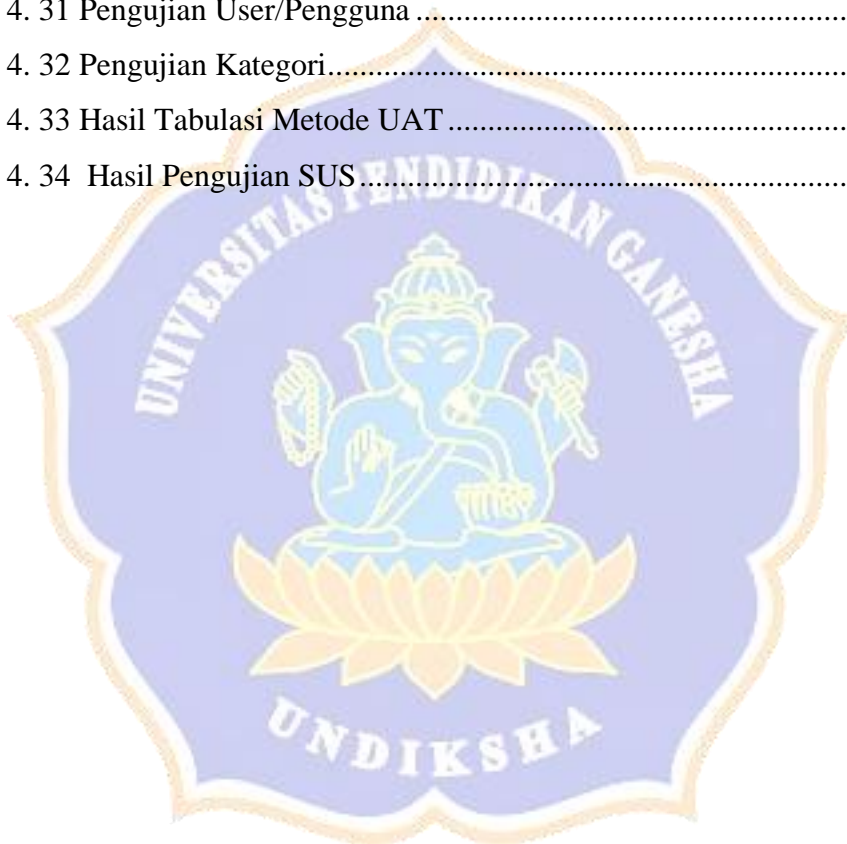 4. 31 Pengujian User/Pengguna ........................................................
4. 32 Pengujian Kategori....................................................................
4. 33 Hasil Tabulasi Metode UAT ....................................................
4. 34  Hasil Pengujian SUS...............................................................
UNIVERSITAS PENDIDIKAN GANESHA
UNDIKSHA